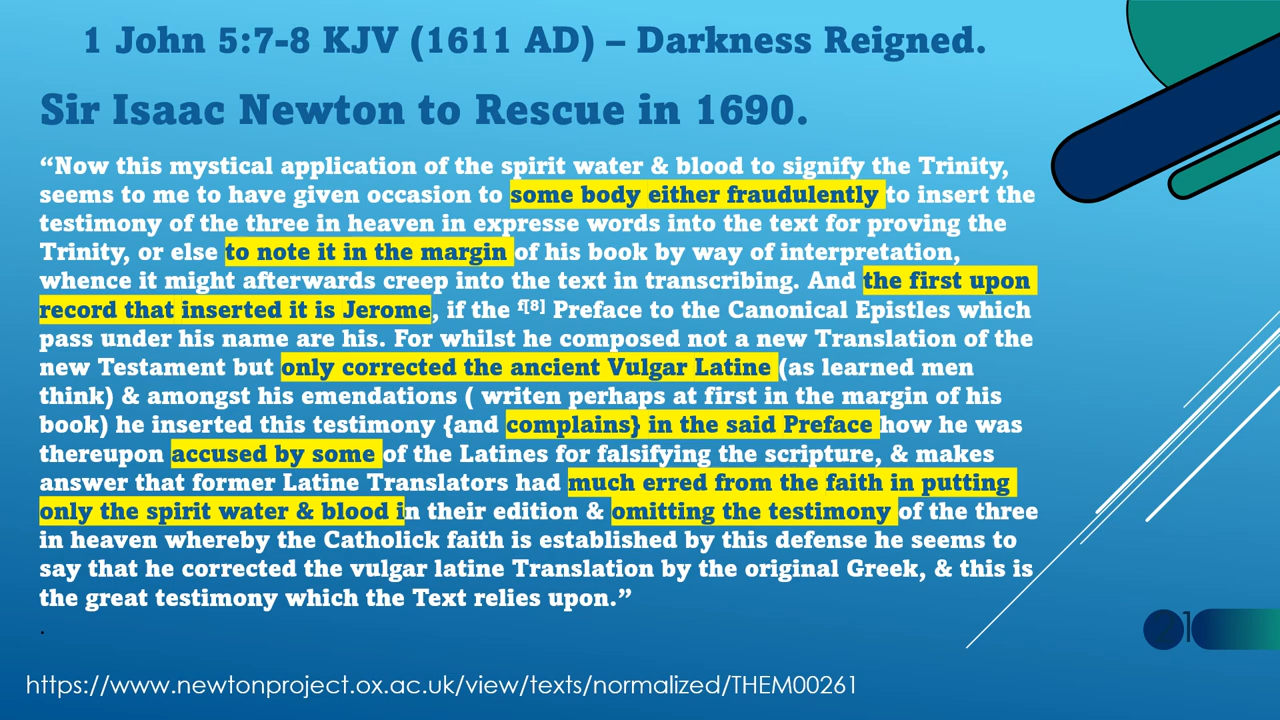 1 John 5:7-8 KJV (1611 AD) – Darkness Reigned.
Sir Isaac Newton to Rescue in 1690.
“Now this mystical application of the spirit water & blood to signify the Trinity,
seems to me to have given occasion to some body either fraudulently to insert the
testimony of the three in heaven in expresse words into the text for proving the
Trinity, or else to note it in the margin of his book by way of interpretation,
whence it might afterwards creep into the text in transcribing. And the first upon
record that inserted it is Jerome, if the f[8] Preface to the Canonical Epistles which
pass under his name are his. For whilst he composed not a new Translation of the
new Testament but only corrected the ancient Vulgar Latine (as learned men
think) & amongst his emendations ( writen perhaps at first in the margin of his
book) he inserted this testimony {and complains} in the said Preface how he was
thereupon accused by some of the Latines for falsifying the scripture, & makes
answer that former Latine Translators had much erred from the faith in putting
only the spirit water & blood in their edition & omitting the testimony of the three
in heaven whereby the Catholick faith is established by this defense he seems to
say that he corrected the vulgar latine Translation by the original Greek, & this is
the great testimony which the Text relies upon.”
.
https://www.newtonproject.ox.ac.uk/view/texts/normalized/THEM00261
1